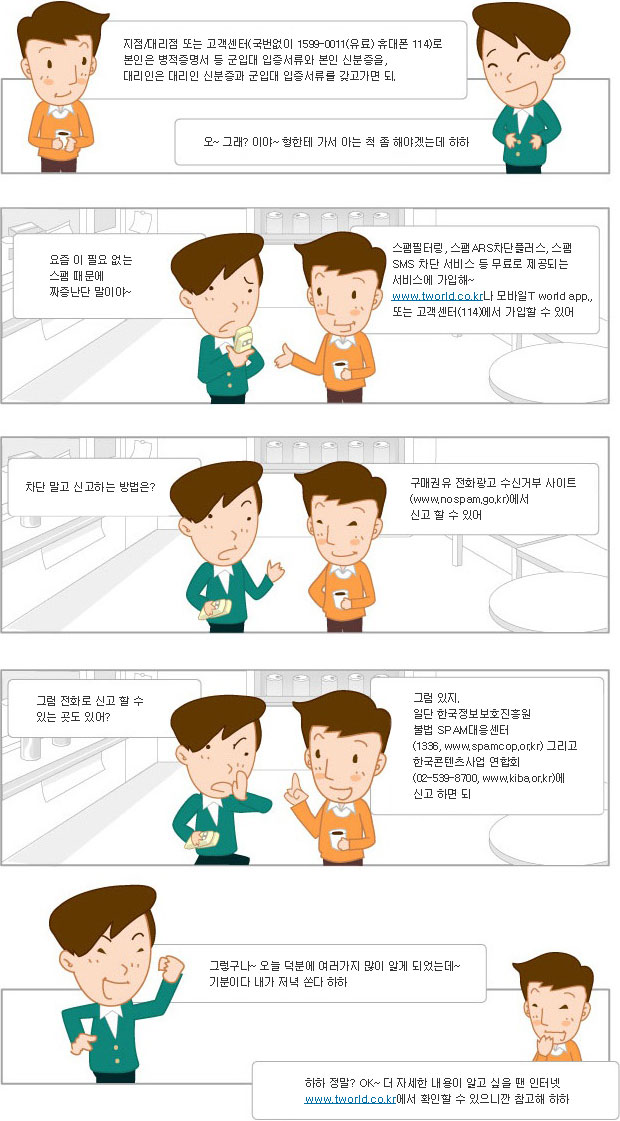 지점/대리점 또는 고객센터(국번없이 1599-0011(유료) 휴대폰 114)로
본인은 병적증명서 등 군입대 입증서류와 본인 신분증을,
대리인은 대리인 신분증과 군입대 입증서류를 갖고가면 되.
오~ 그래? 이야~ 형한테 가서 아는 척 좀 해야겠는데 하하
요즘 이 필요 없는
스팸 때문에
짜증난단 말이야~
스팸필터링, 스팸ARS차단플러스, 스팸
SMS 차단 서비스 등 무료로 제공되는
서비스에 가입해~
www.tworld.co.kr나 모바일T world app.,
또는 고객센터(114)에서 가입할 수 있어
차단 말고 신고하는 방법은?
구매권유 전화광고 수신거부 사이트
(www.nospam.go.kr)에서
신고 할 수 있어
그럼 전화로 신고 할 수
있는 곳도 있어?
그럼 있지.
일단 한국정보보호진흥원
불법 SPAM대응센터
(1336, www.spamcop.or.kr) 그리고
한국콘텐츠사업 연합회
(02-539-8700, www.kiba.or.kr)에
신고 하면 되
그렇구나~ 오늘 덕분에 여러가지 많이 알게 되었는데~
기분이다 내가 저녁 쏜다 하하
하하 정말? OK~ 더 자세한 내용이 알고 싶을 땐 인터넷
www.tworld.co.kr에서 확인할 수 있으니깐 참고해 하하